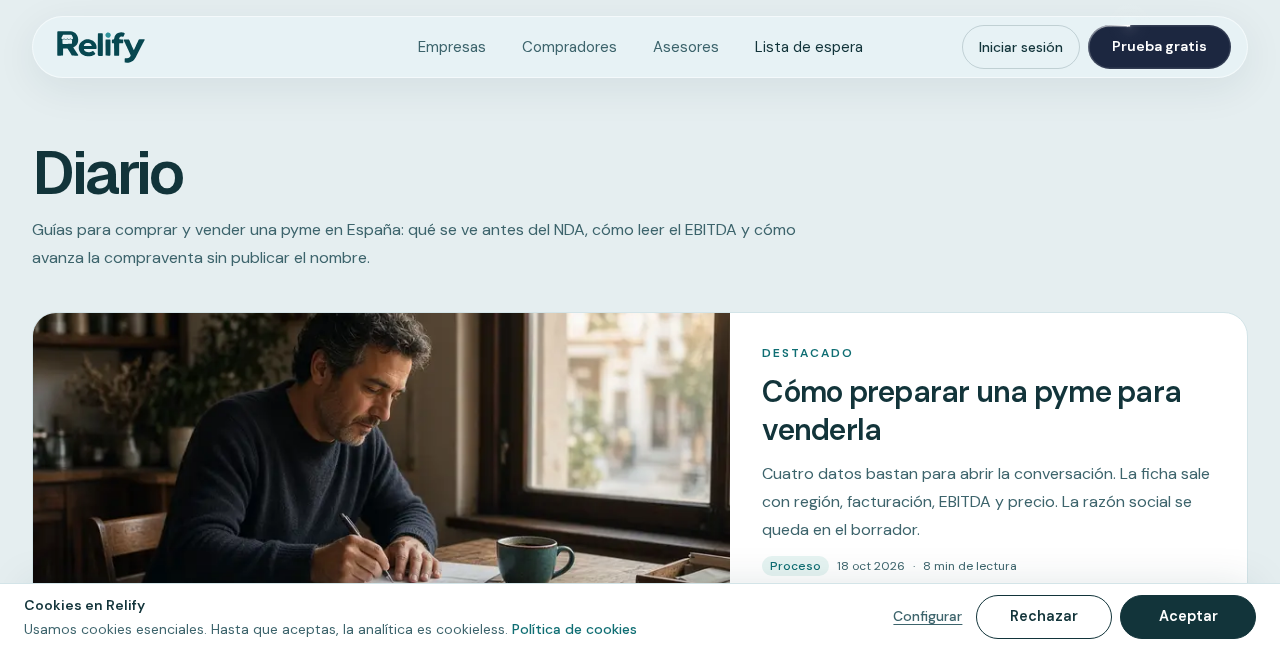 Relify
Empresas
Compradores
Asesores
Lista de espera
Iniciar sesión
Prueba gratis
Diario
Guías para comprar y vender una pyme en España: qué se ve antes del NDA, cómo leer el EBITDA y cómo
avanza la compraventa sin publicar el nombre.
DESTACADO
Cómo preparar una pyme para
venderla
Cuatro datos bastan para abrir la conversación. La ficha sale
con región, facturación, EBITDA y precio. La razón social se
queda en el borrador.
Proceso 18 oct 2026 · 8 min de lectura
Cookies en Relify
Usamos cookies esenciales. Hasta que aceptas, la analítica es cookieless. Política de cookies
Configurar
Rechazar
Aceptar